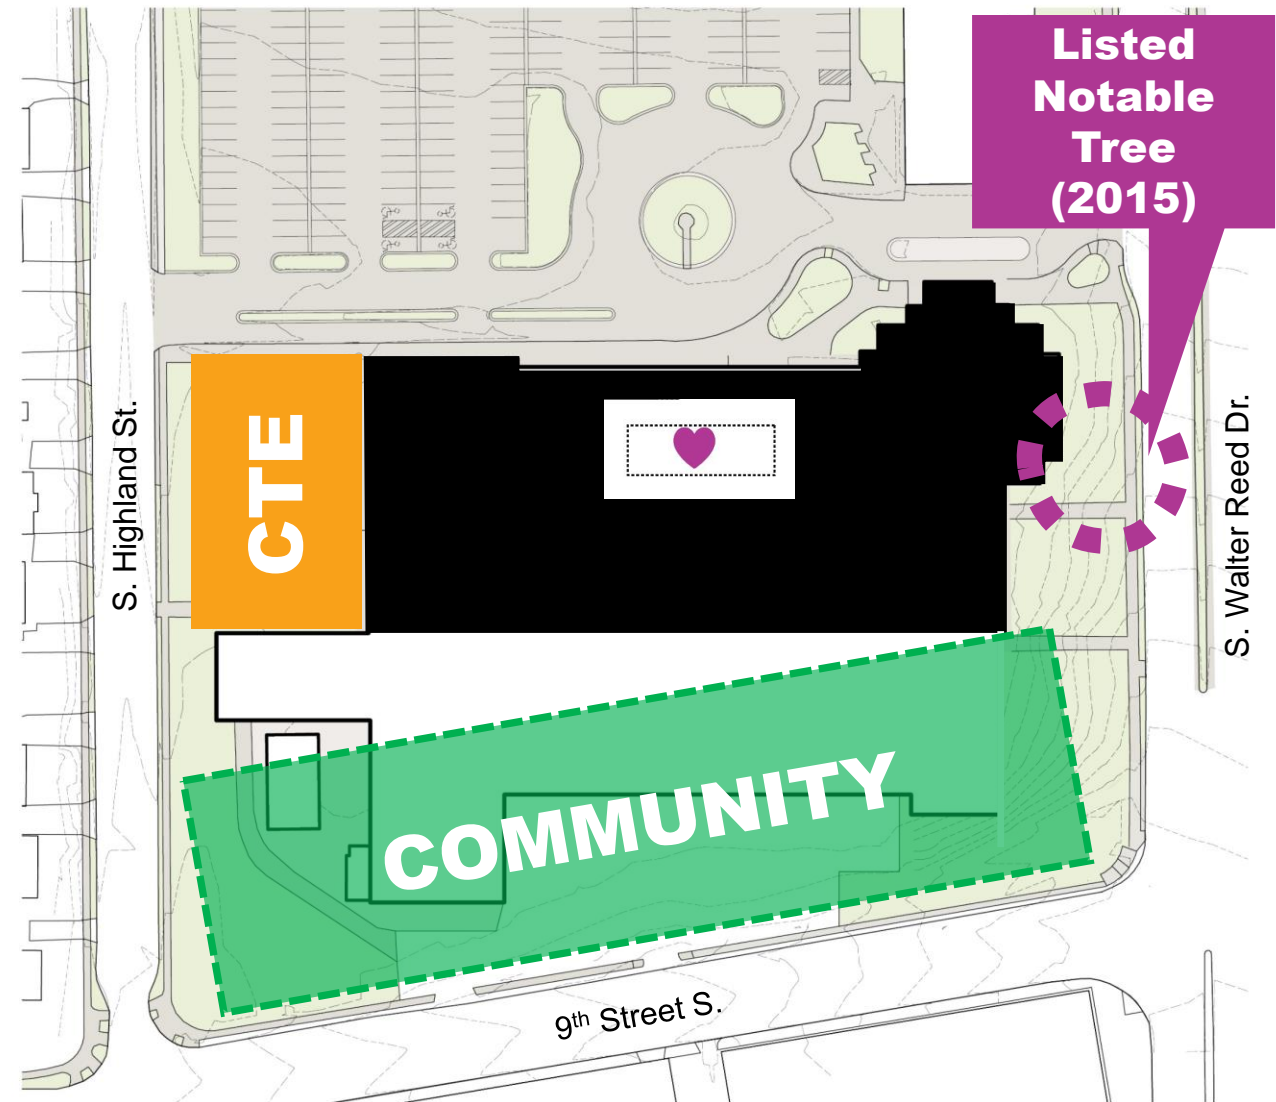 Listed
Notable
Tree
(2015)
CTE
S. Highland St.
S. Walter Reed Dr.
COMMUNITY
9th Street S.